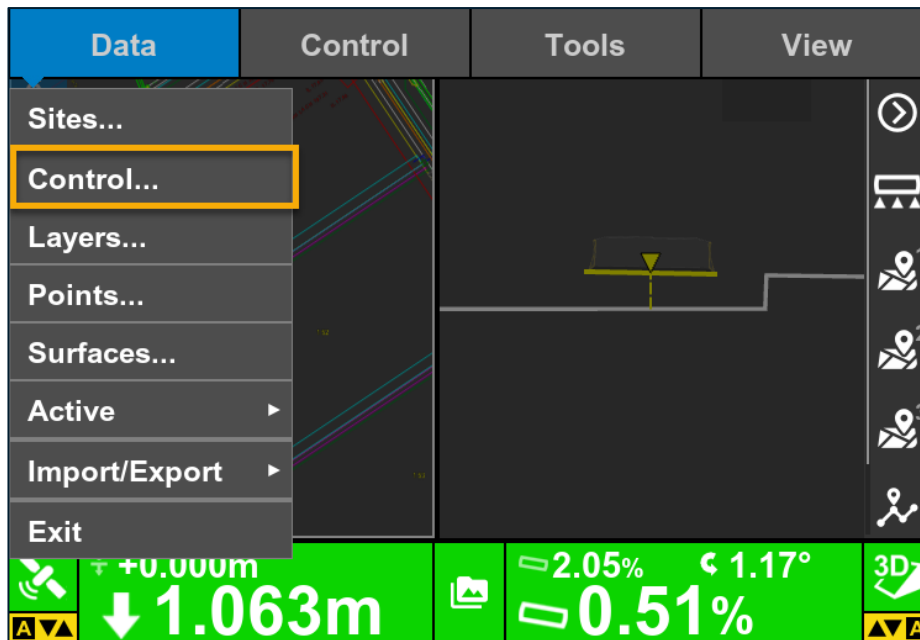 Data Control Tools View
Sites...
Control...
Layers...
Points...
Surfaces...
Active
Import/Export
Exit
+0.000m
1.063m
2.05% 1.17°
0.51%
3D
A
A